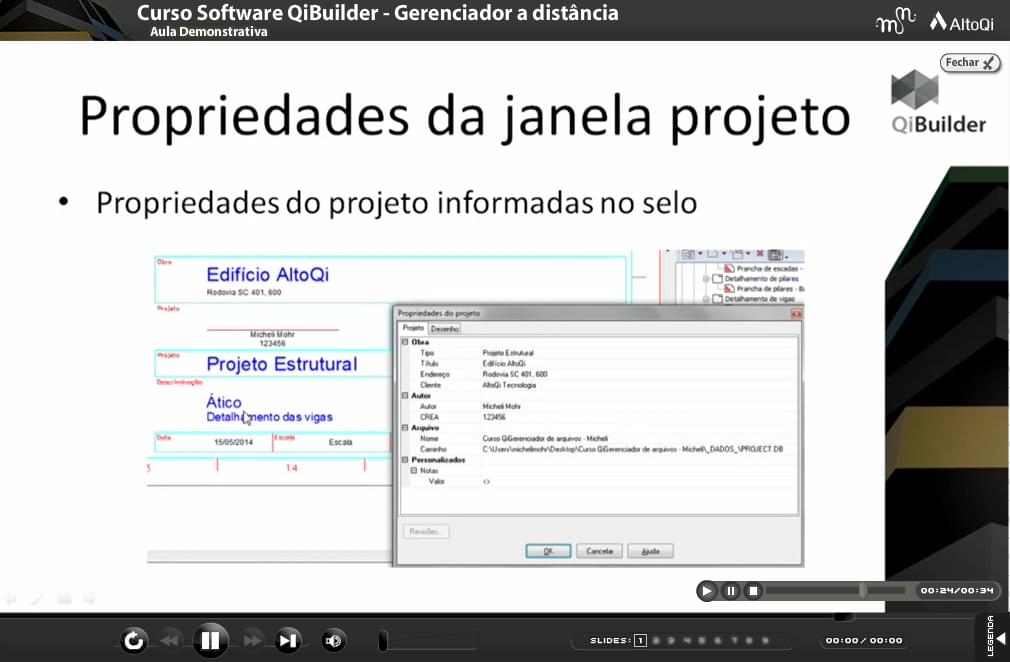 Curso Software QiBuilder - Gerenciador a distância
Aula Demonstrativa
AltoQi
Fechar
QiBuilder
Propriedades da janela projeto
• Propriedades do projeto informadas no selo
Obra
Edifício AltoQi
Rodovia SC 401, 600
Projeto
Micheli Mohr
123456
Projeto
Projeto Estrutural
Descriminação
Ático
Detalhamento das vigas
Data
15/05/2014
Escala
Escala
14
Prancha de escadas -
Detalhamento de pilares
Prancha de pilares - B
Detalhamento de vigas
Propriedades do projeto
Projeto Desenho
Obra
Tipo Projeto Estrutural
Título Edifício AltoQi
Endereço Rodovia SC 401, 600
Cliente AltoQi Tecnologia
Autor
Autor Micheli Mohr
CREA 123456
Arquivo
Nome Curso QiGerenciador de arquivos - Micheli
Caminho C:\Users\michelimohr\Desktop\Curso QiGerenciador de arquivos - Micheli\_DADOS_\PROJECT.DB
Personalizados
Notas
Valor <>
Revisões...
OK Cancelar Ajuda
00:24/00:34
SLIDES: 1 2 3 4 5 6 7 8 9
00:00 / 00:00
LEGENDA